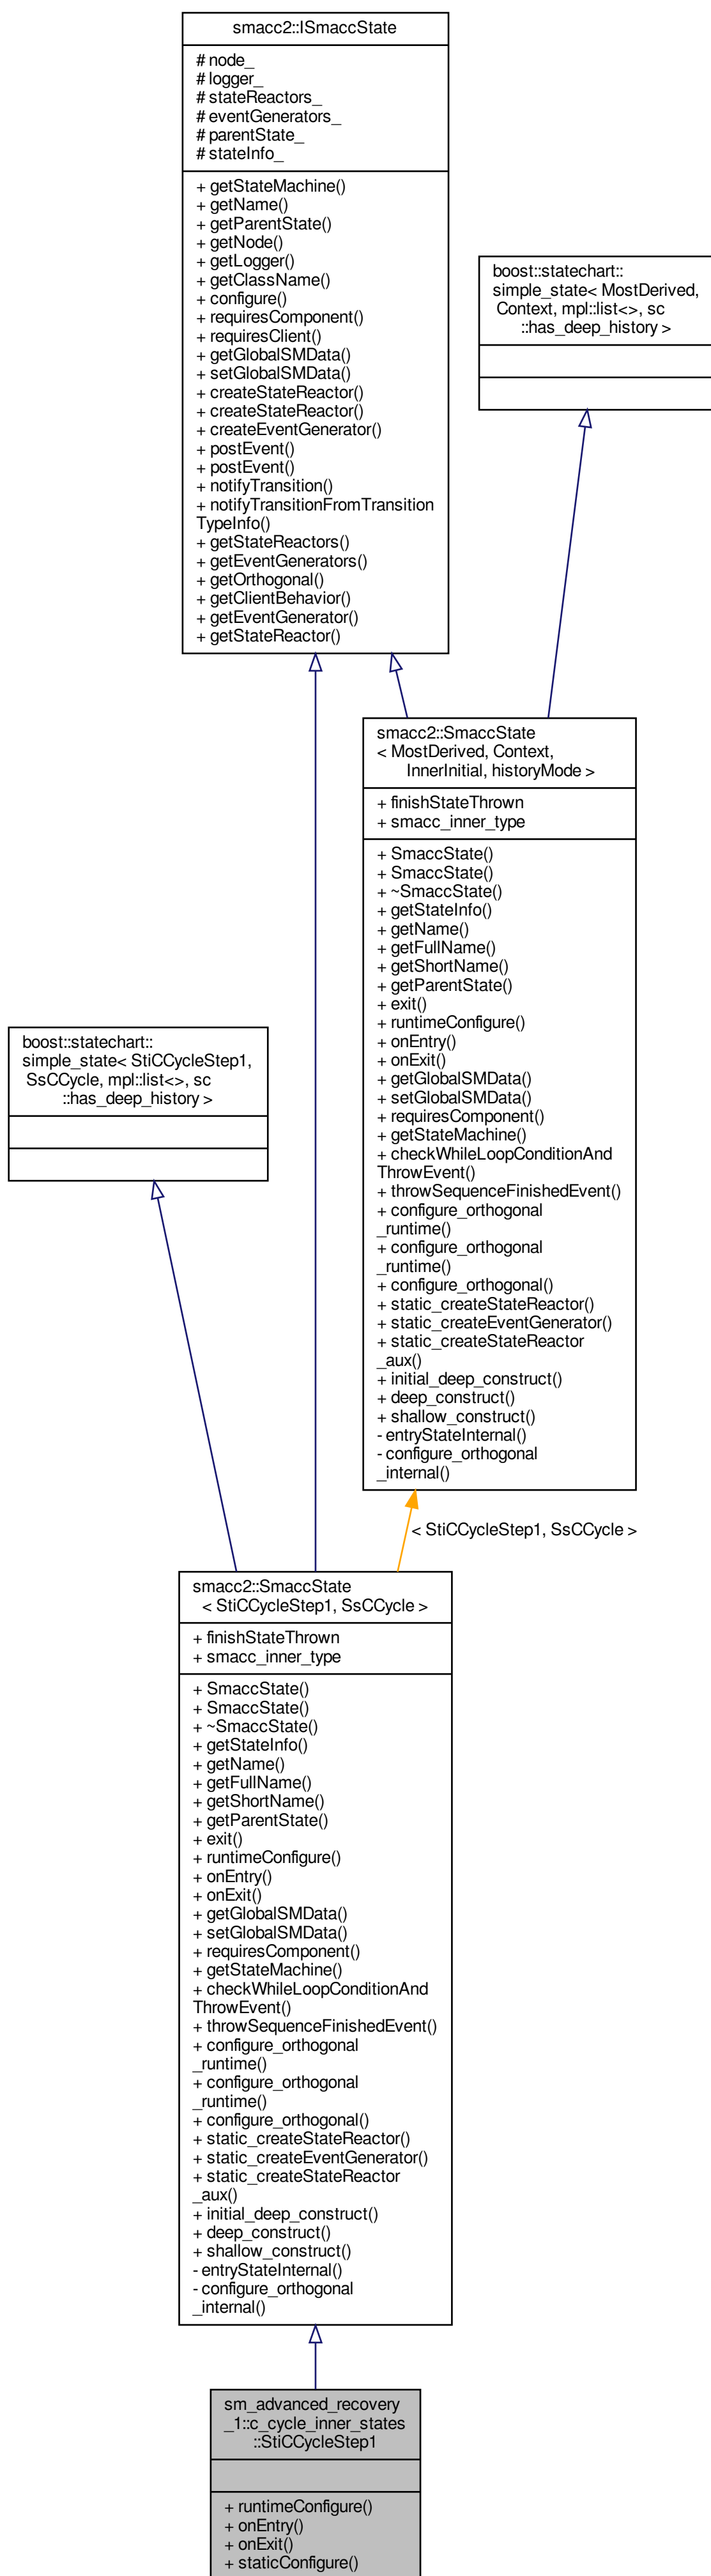 smacc2::ISmaccState
# node_
# logger_
# stateReactors_
# eventGenerators_
# parentState_
# stateInfo_
+ getStateMachine()
+ getName()
+ getParentState()
+ getNode()
+ getLogger()
+ getClassName()
+ configure()
+ requiresComponent()
+ requiresClient()
+ getGlobalSMData()
+ setGlobalSMData()
+ createStateReactor()
+ createStateReactor()
+ createEventGenerator()
+ postEvent()
+ postEvent()
+ notifyTransition()
+ notifyTransitionFromTransition
TypeInfo()
+ getStateReactors()
+ getEventGenerators()
+ getOrthogonal()
+ getClientBehavior()
+ getEventGenerator()
+ getStateReactor()
boost::statechart::
simple_state< MostDerived,
Context, mpl::list<>, sc
::has_deep_history >
smacc2::SmaccState
< MostDerived, Context,
InnerInitial, historyMode >
+ finishStateThrown
+ smacc_inner_type
+ SmaccState()
+ SmaccState()
+ ~SmaccState()
+ getStateInfo()
+ getName()
+ getFullName()
+ getShortName()
+ getParentState()
+ exit()
+ runtimeConfigure()
+ onEntry()
+ onExit()
+ getGlobalSMData()
+ setGlobalSMData()
+ requiresComponent()
+ getStateMachine()
+ checkWhileLoopConditionAnd
ThrowEvent()
+ throwSequenceFinishedEvent()
+ configure_orthogonal
_runtime()
+ configure_orthogonal
_runtime()
+ configure_orthogonal()
+ static_createStateReactor()
+ static_createEventGenerator()
+ static_createStateReactor
_aux()
+ initial_deep_construct()
+ deep_construct()
+ shallow_construct()
- entryStateInternal()
- configure_orthogonal
_internal()
boost::statechart::
simple_state< StiCCycleStep1,
SsCCycle, mpl::list<>, sc
::has_deep_history >
< StiCCycleStep1, SsCCycle >
smacc2::SmaccState
< StiCCycleStep1, SsCCycle >
+ finishStateThrown
+ smacc_inner_type
+ SmaccState()
+ SmaccState()
+ ~SmaccState()
+ getStateInfo()
+ getName()
+ getFullName()
+ getShortName()
+ getParentState()
+ exit()
+ runtimeConfigure()
+ onEntry()
+ onExit()
+ getGlobalSMData()
+ setGlobalSMData()
+ requiresComponent()
+ getStateMachine()
+ checkWhileLoopConditionAnd
ThrowEvent()
+ throwSequenceFinishedEvent()
+ configure_orthogonal
_runtime()
+ configure_orthogonal
_runtime()
+ configure_orthogonal()
+ static_createStateReactor()
+ static_createEventGenerator()
+ static_createStateReactor
_aux()
+ initial_deep_construct()
+ deep_construct()
+ shallow_construct()
- entryStateInternal()
- configure_orthogonal
_internal()
sm_advanced_recovery
_1::c_cycle_inner_states
::StiCCycleStep1
+ runtimeConfigure()
+ onEntry()
+ onExit()
+ staticConfigure()